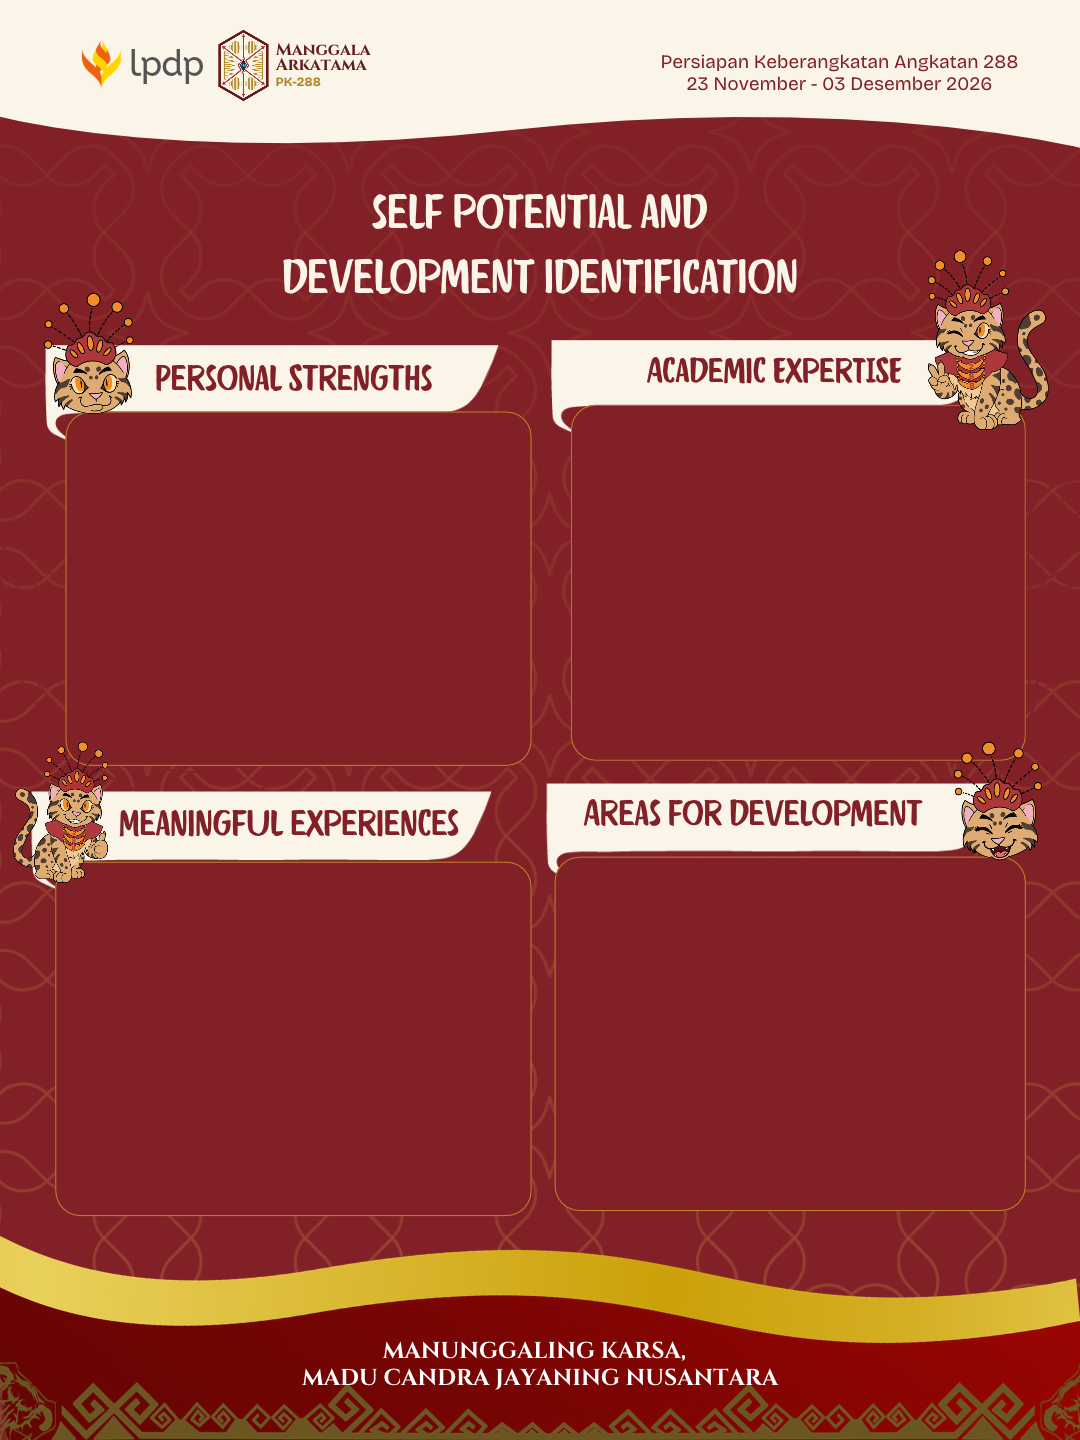 lpdp
MANGGALA
ARKATAMA
PK-288
Persiapan Keberangkatan Angkatan 288
23 November - 03 Desember 2026
SELF POTENTIAL AND
DEVELOPMENT IDENTIFICATION
PERSONAL STRENGTHS
ACADEMIC EXPERTISE
MEANINGFUL EXPERIENCES
AREAS FOR DEVELOPMENT
MANUNGGALING KARSA,
MADU CANDRA JAYANING NUSANTARA